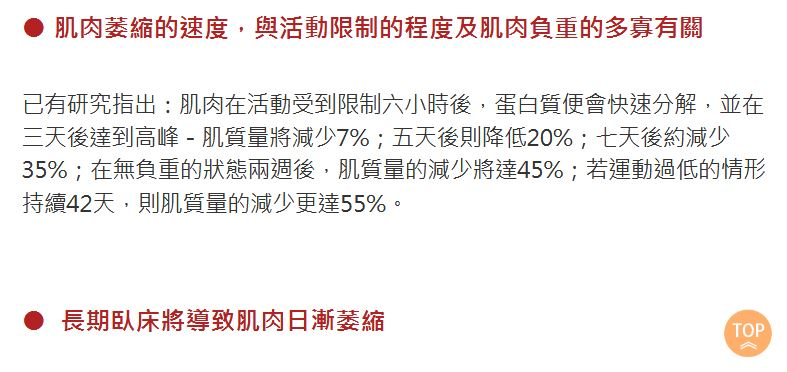 ● 肌肉萎縮的速度，與活動限制的程度及肌肉負重的多寡有關
已有研究指出：肌肉在活動受到限制六小時後，蛋白質便會快速分解，並在
三天後達到高峰－肌質量將減少7%；五天後則降低20%；七天後約減少
35%；在無負重的狀態兩週後，肌質量的減少將達45%；若運動過低的情形
持續42天，則肌質量的減少更達55%。
● 長期臥床將導致肌肉日漸萎縮
TOP